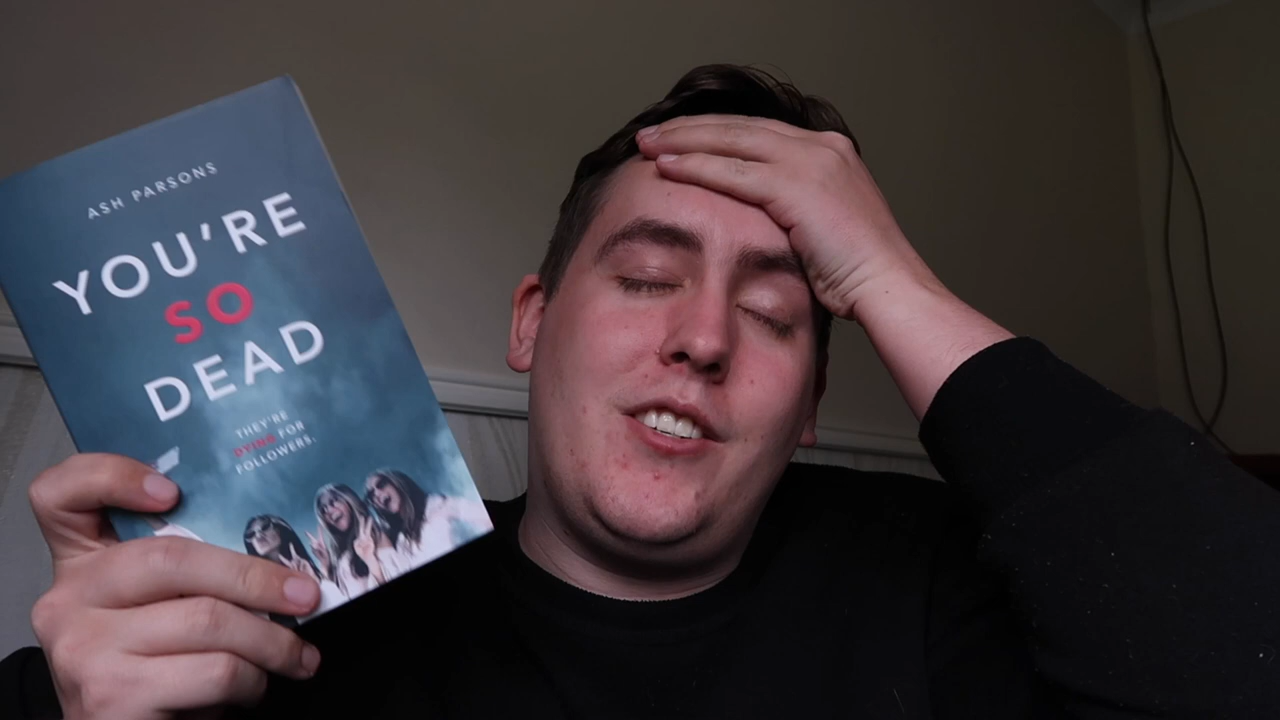 ASH PARSONS
YOU'RE
SO
DEAD
THEY'RE
DYING FOR
FOLLOWERS.